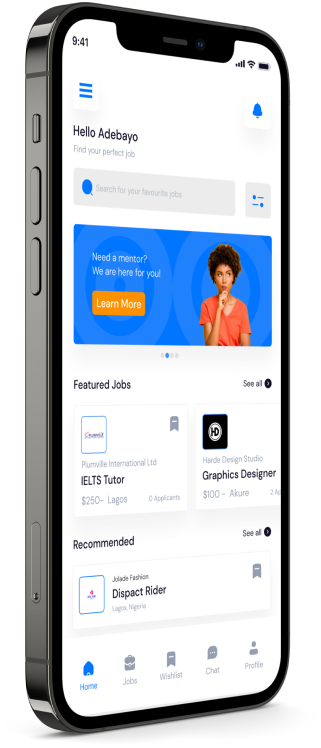 9:41
Hello Adebayo
Find your perfect job
Search for your favourite jobs
Need a mentor?
We are here for you!
Learn More
Featured Jobs
See all
PLUMVILLE
HD
Plumville International Ltd
Harde Design Studio
IELTS Tutor
Graphics Designer
$250- Lagos
0 Applicants
$100 - Akure
2 Ap
Recommended
See all
Jolade Fashion
Dispact Rider
Lagos, Nigeria
Home
Jobs
Wishlist
Chat
Profile